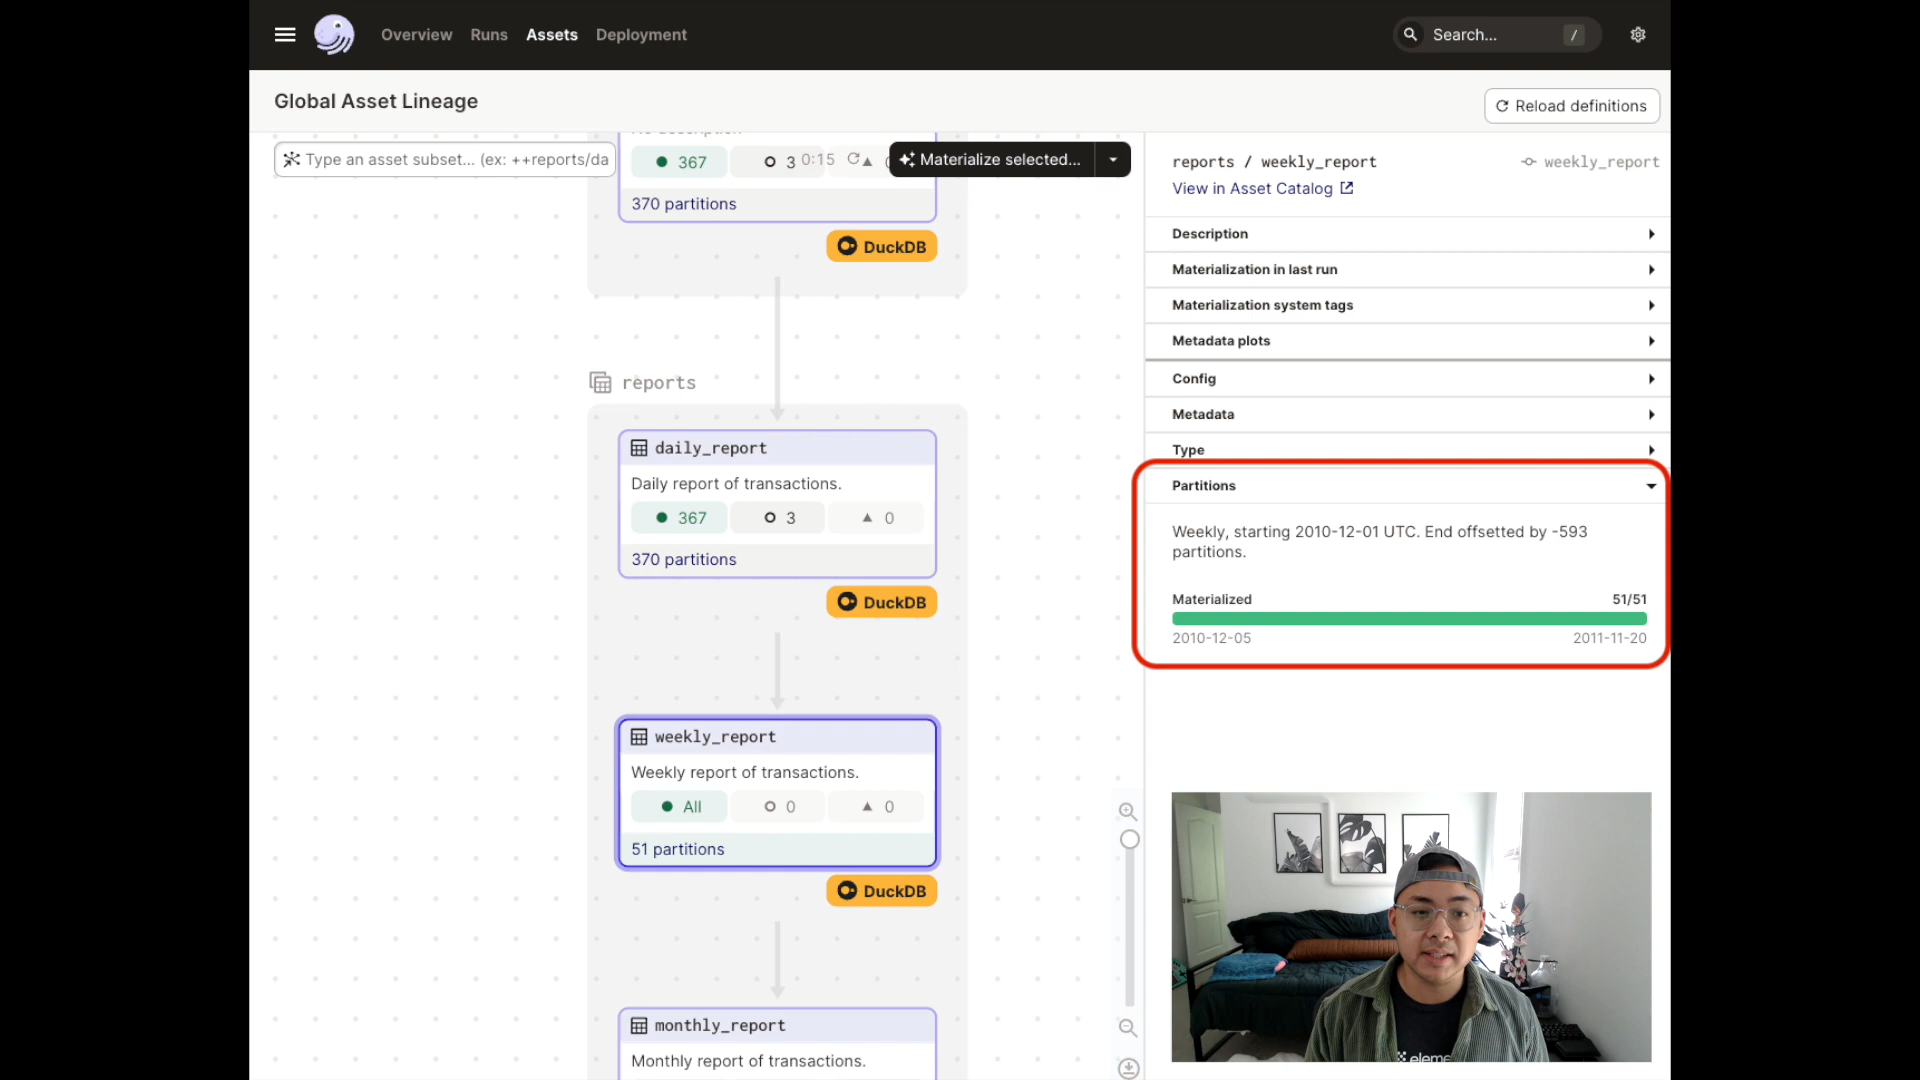 Overview Runs Assets Deployment
Search... /
Global Asset Lineage
Reload definitions
Type an asset subset... (ex: ++reports/da
367 3 0:15
Materialize selected...
370 partitions
DuckDB
reports
daily_report
Daily report of transactions.
367 3 0
370 partitions
DuckDB
weekly_report
Weekly report of transactions.
All 0 0
51 partitions
DuckDB
monthly_report
Monthly report of transactions.
reports / weekly_report
weekly_report
View in Asset Catalog
Description
Materialization in last run
Materialization system tags
Metadata plots
Config
Metadata
Type
Partitions
Weekly, starting 2010-12-01 UTC. End offsetted by -593
partitions.
Materialized 51/51
2010-12-05 2011-11-20